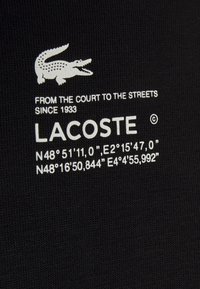 FROM THE COURT TO THE STREETS
SINCE 1933
LACOSTE ©
N48°51'11,0",E2°15'47,0"
N48°16'50,844" E4°4'55,992"